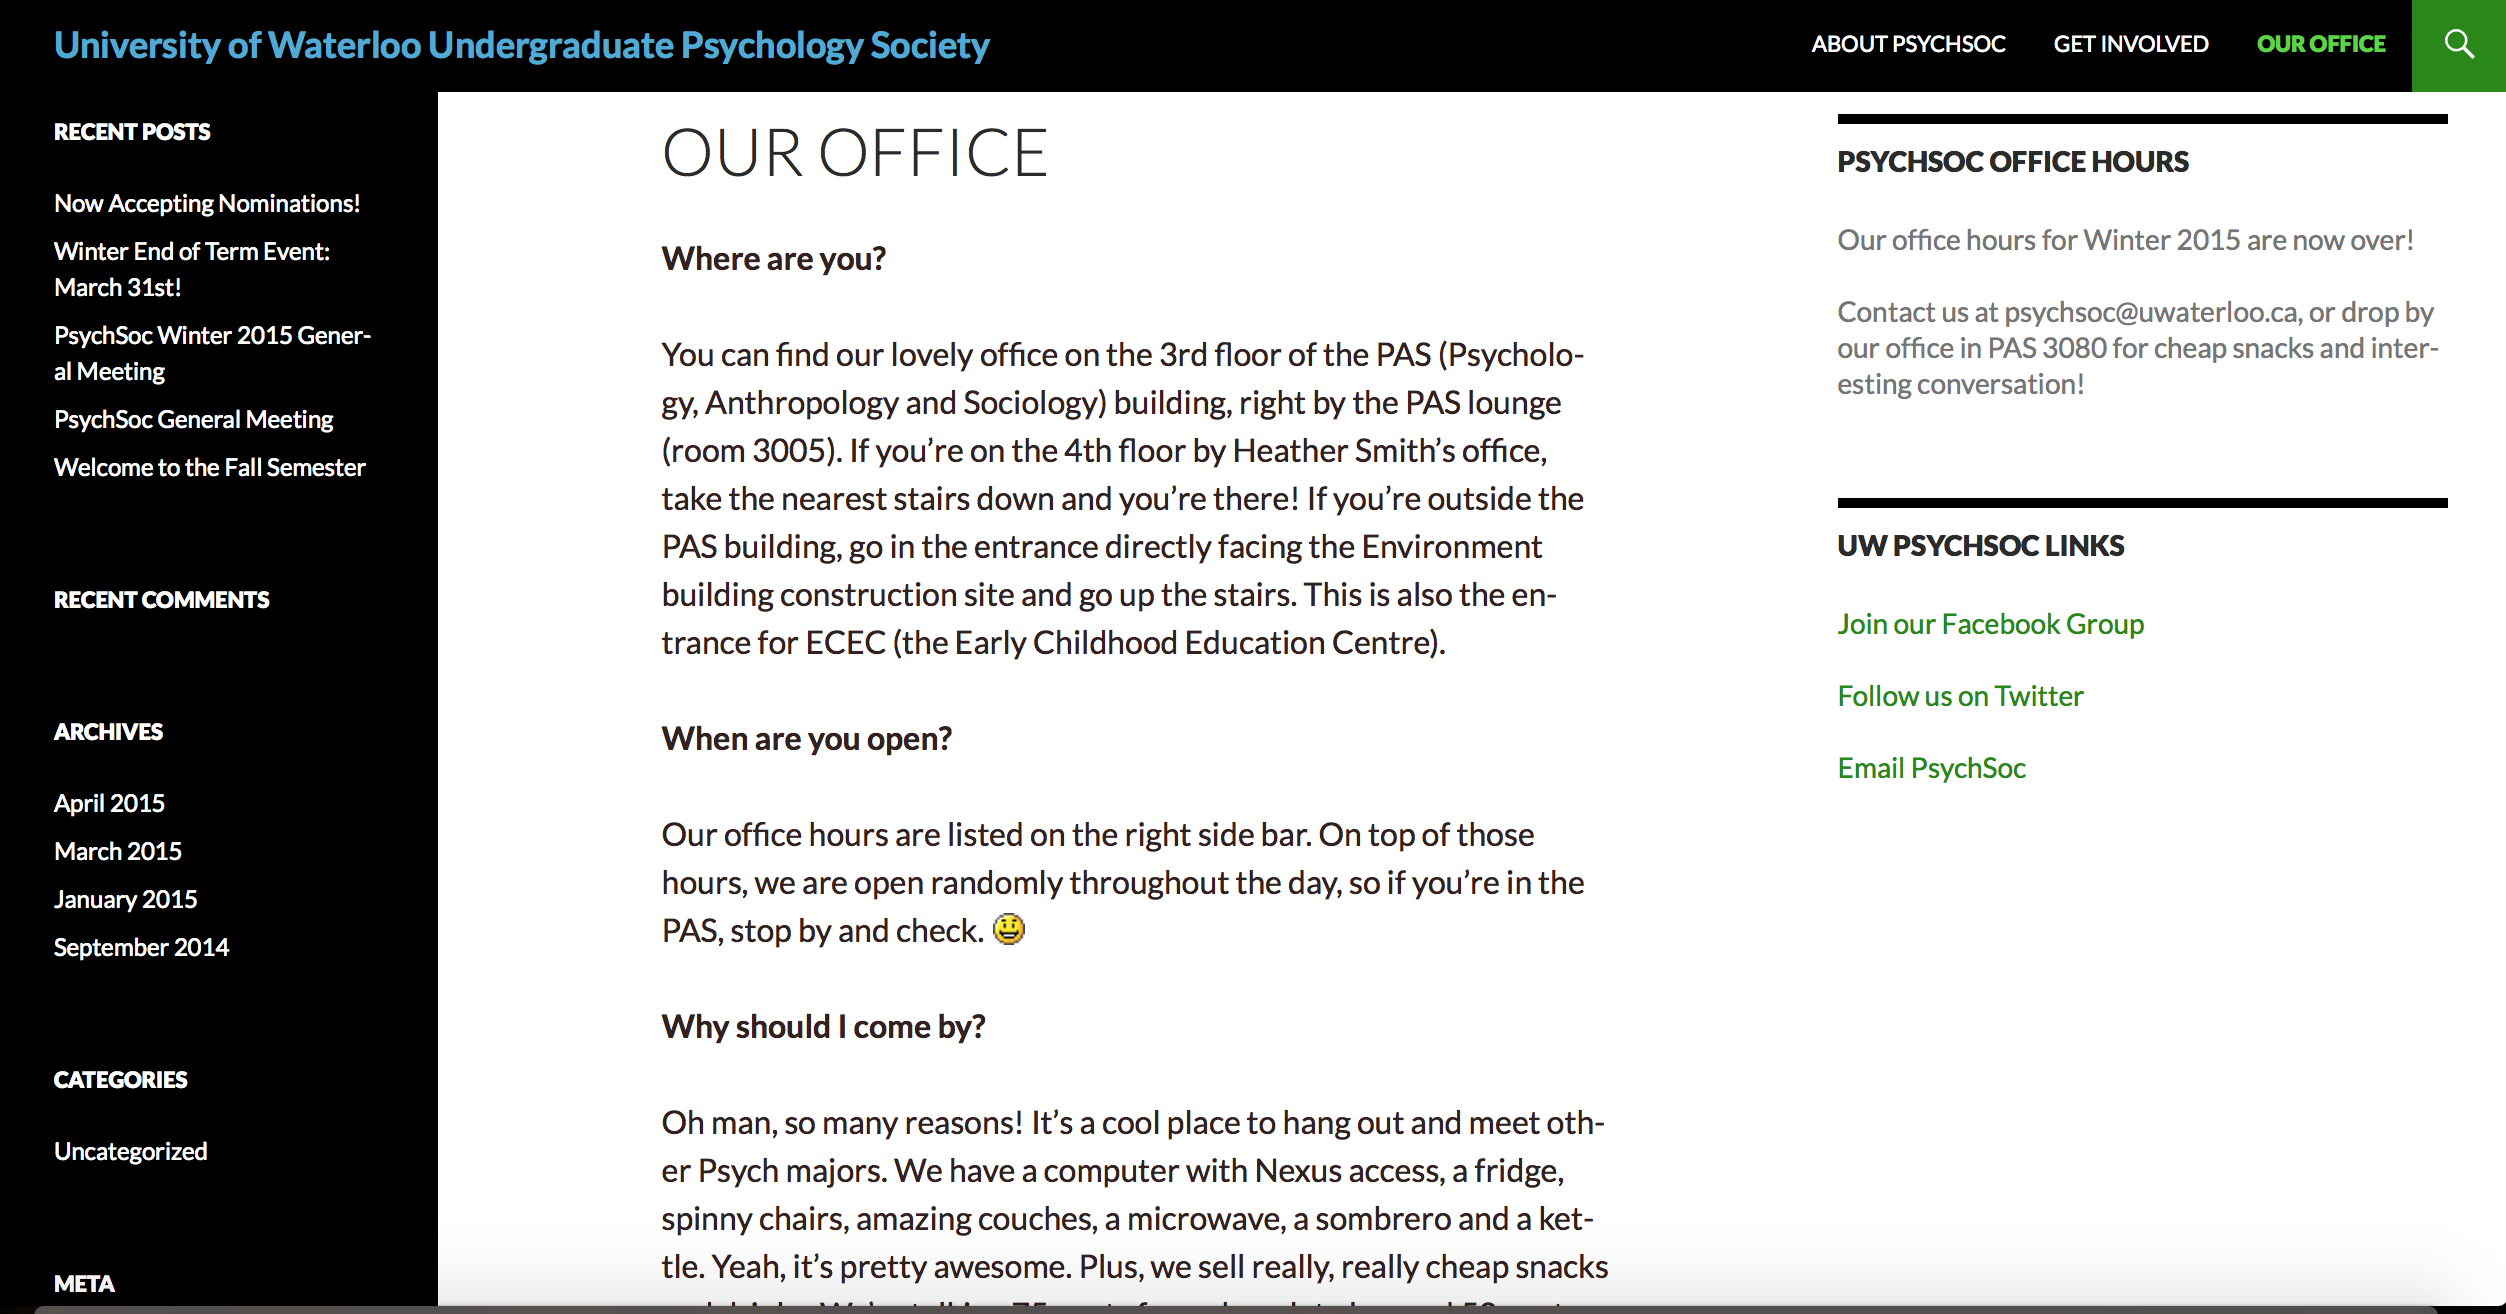 University of Waterloo Undergraduate Psychology Society
ABOUT PSYCHSOC
GET INVOLVED
OUR OFFICE
RECENT POSTS
Now Accepting Nominations!
Winter End of Term Event:
March 31st!
PsychSoc Winter 2015 Gener-
al Meeting
PsychSoc General Meeting
Welcome to the Fall Semester
RECENT COMMENTS
ARCHIVES
April 2015
March 2015
January 2015
September 2014
CATEGORIES
Uncategorized
META
OUR OFFICE
Where are you?
You can find our lovely office on the 3rd floor of the PAS (Psycholo-
gy, Anthropology and Sociology) building, right by the PAS lounge
(room 3005). If you’re on the 4th floor by Heather Smith’s office,
take the nearest stairs down and you’re there! If you’re outside the
PAS building, go in the entrance directly facing the Environment
building construction site and go up the stairs. This is also the en-
trance for ECEC (the Early Childhood Education Centre).
When are you open?
Our office hours are listed on the right side bar. On top of those
hours, we are open randomly throughout the day, so if you’re in the
PAS, stop by and check.
Why should I come by?
Oh man, so many reasons! It’s a cool place to hang out and meet oth-
er Psych majors. We have a computer with Nexus access, a fridge,
spinny chairs, amazing couches, a microwave, a sombrero and a ket-
tle. Yeah, it’s pretty awesome. Plus, we sell really, really cheap snacks
PSYCHSOC OFFICE HOURS
Our office hours for Winter 2015 are now over!
Contact us at psychsoc@uwaterloo.ca, or drop by
our office in PAS 3080 for cheap snacks and inter-
esting conversation!
UW PSYCHSOC LINKS
Join our Facebook Group
Follow us on Twitter
Email PsychSoc